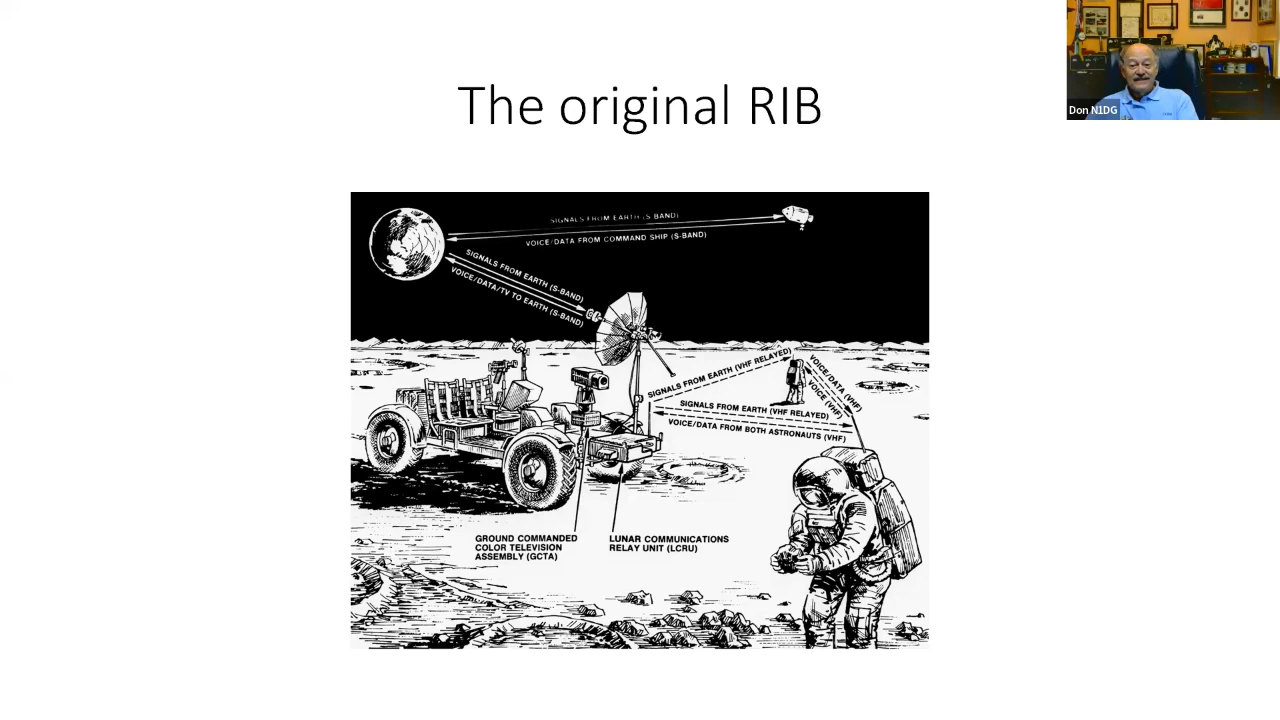 The original RIB
Don N1DG
SIGNALS FROM EARTH (S BAND)
VOICE/DATA FROM COMMAND SHIP (S-BAND)
SIGNALS FROM EARTH (S-BAND)
VOICE/DATA/TV TO EARTH (S-BAND)
SIGNALS FROM EARTH (VHF RELAYED)
VOICE/DATA (VHF)
VOICE (VHF)
SIGNALS FROM EARTH (VHF RELAYED)
VOICE/DATA FROM BOTH ASTRONAUTS (VHF)
GROUND COMMANDED
COLOR TELEVISION
ASSEMBLY (GCTA)
LUNAR COMMUNICATIONS
RELAY UNIT (LCRU)